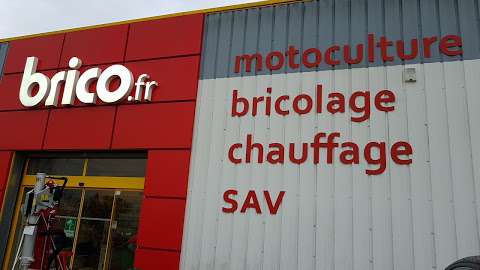 brico.fr
motoculture
bricolage
chauffage
SAV